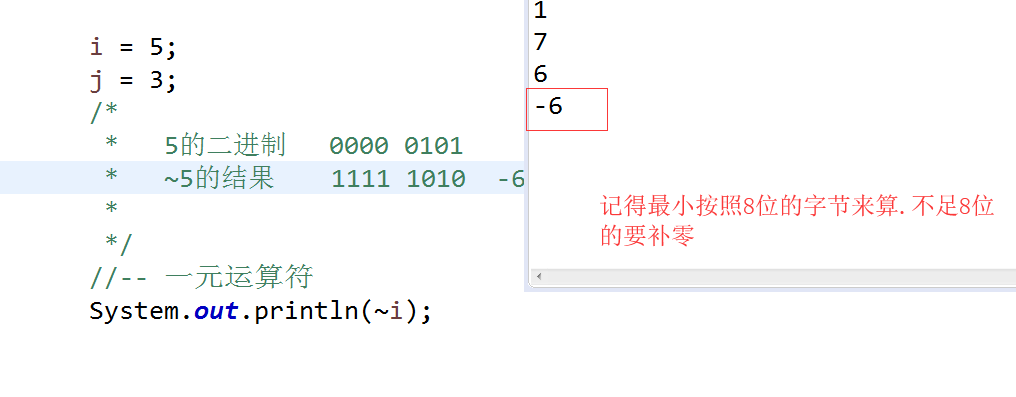 i = 5;
j = 3;
/*
* 5的二进制 0000 0101
* ~5的结果 1111 1010 -6
*
*/
//-- 一元运算符
System.out.println(~i);
1
7
6
-6
记得最小按照8位的字节来算. 不足8位
的要补零